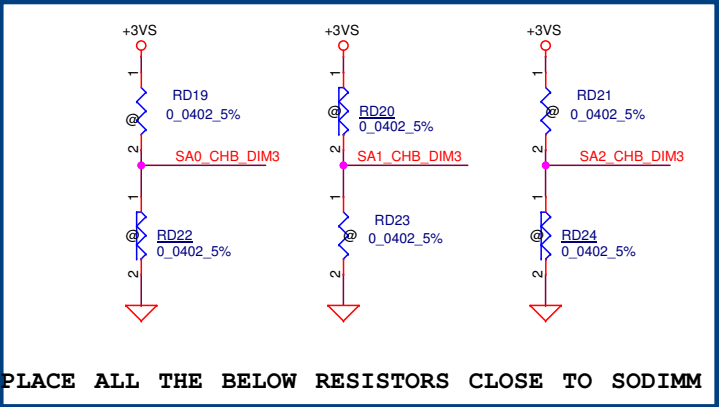 +3VS +3VS +3VS
1 1 1
RD19 RD20 RD21
@ 0_0402_5% @ 0_0402_5% @ 0_0402_5%
2 2 2
SA0_CHB_DIM3 SA1_CHB_DIM3 SA2_CHB_DIM3
1 1 1
@ RD22 @ RD23 @ RD24
0_0402_5% 0_0402_5% 0_0402_5%
2 2 2
PLACE ALL THE BELOW RESISTORS CLOSE TO SODIMM